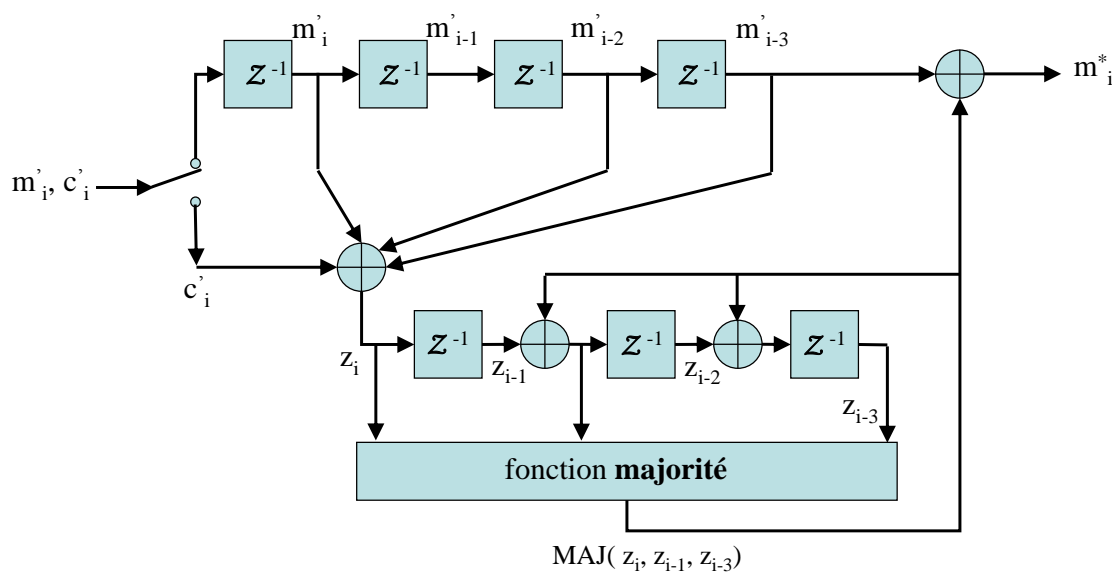 m'i m'i-1 m'i-2 m'i-3
z-1 z-1 z-1 z-1
m*i
m'i, c'i
c'i
z-1 z-1 z-1
zi zi-1 zi-2
zi-3
fonction majorité
MAJ( zi, zi-1, zi-3)